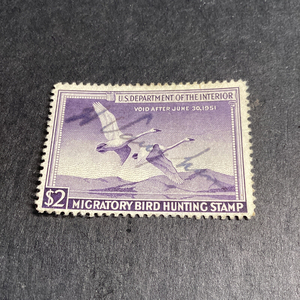 U.S. DEPARTMENT OF THE INTERIOR
VOID AFTER JUNE 30, 1951
$2 MIGRATORY BIRD HUNTING STAMP